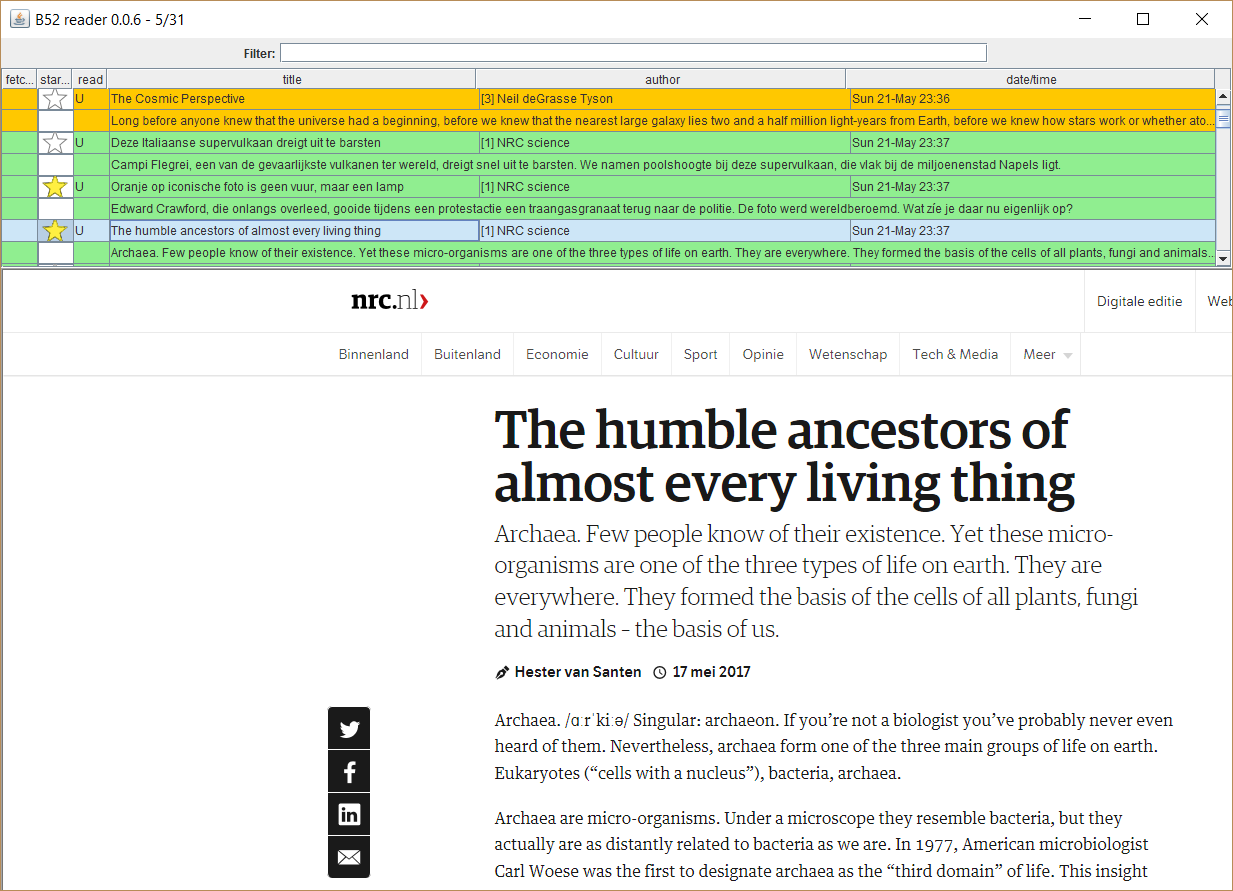 B52 reader 0.0.6 - 5/31
Filter:
fetc... star... read title author date/time
U The Cosmic Perspective [3] Neil deGrasse Tyson Sun 21-May 23:36
Long before anyone knew that the universe had a beginning, before we knew that the nearest large galaxy lies two and a half million light-years from Earth, before we knew how stars work or whether ato...
U Deze Italiaanse supervulkaan dreigt uit te barsten [1] NRC science Sun 21-May 23:37
Campi Flegrei, een van de gevaarlijkste vulkanen ter wereld, dreigt snel uit te barsten. We namen poolshoogte bij deze supervulkaan, die vlak bij de miljoenenstad Napels ligt.
U Oranje op iconische foto is geen vuur, maar een lamp [1] NRC science Sun 21-May 23:37
Edward Crawford, die onlangs overleed, gooide tijdens een protestactie een traangasgranaat terug naar de politie. De foto werd wereldberoemd. Wat zíe je daar nu eigenlijk op?
U The humble ancestors of almost every living thing [1] NRC science Sun 21-May 23:37
Archaea. Few people know of their existence. Yet these micro-organisms are one of the three types of life on earth. They are everywhere. They formed the basis of the cells of all plants, fungi and animals...
nrc.nl
Digitale editie Web
Binnenland Buitenland Economie Cultuur Sport Opinie Wetenschap Tech & Media Meer
The humble ancestors of
almost every living thing
Archaea. Few people know of their existence. Yet these micro-
organisms are one of the three types of life on earth. They are
everywhere. They formed the basis of the cells of all plants, fungi
and animals – the basis of us.
Hester van Santen 17 mei 2017
Archaea. /ɑːrˈkiːə/ Singular: archaeon. If you’re not a biologist you’ve probably never even
heard of them. Nevertheless, archaea form one of the three main groups of life on earth.
Eukaryotes (“cells with a nucleus”), bacteria, archaea.
Archaea are micro-organisms. Under a microscope they resemble bacteria, but they
actually are as distantly related to bacteria as we are. In 1977, American microbiologist
Carl Woese was the first to designate archaea as the “third domain” of life. This insight